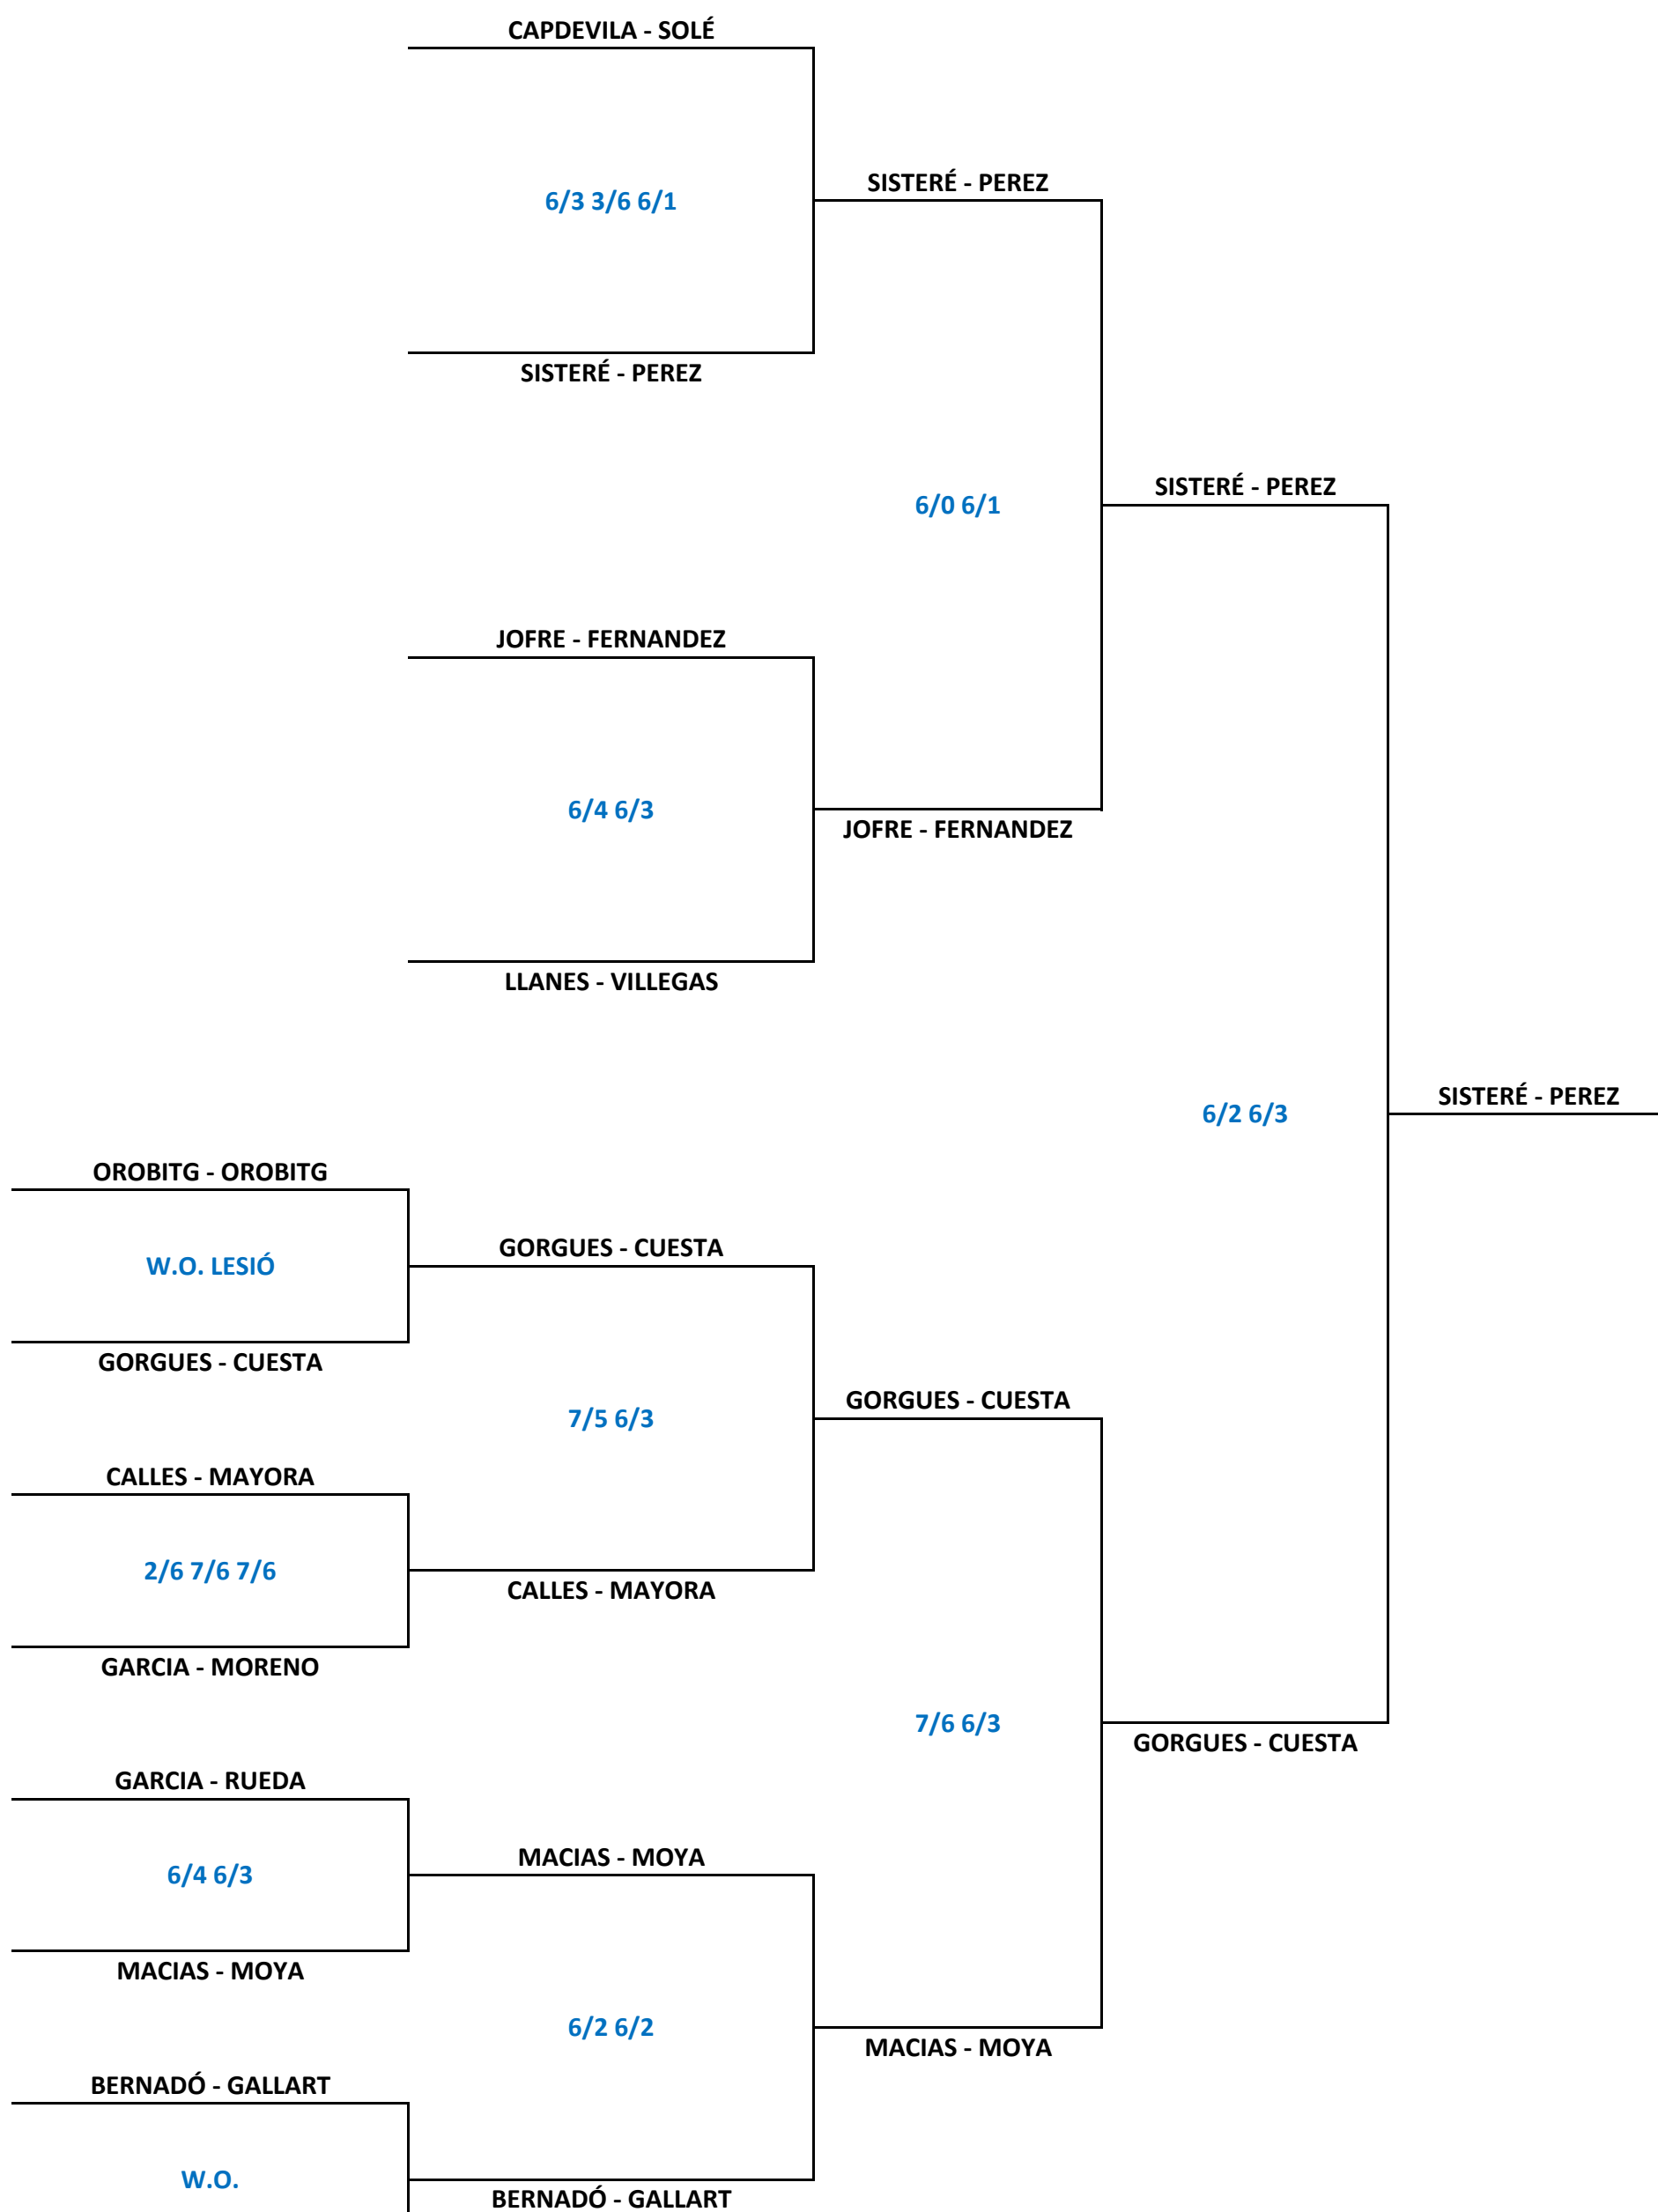 CAPDEVILA - SOLÉ
SISTERÉ - PEREZ
6/3 3/6 6/1
SISTERÉ - PEREZ
SISTERÉ - PEREZ
6/0 6/1
JOFRE - FERNANDEZ
6/4 6/3
JOFRE - FERNANDEZ
LLANES - VILLEGAS
SISTERÉ - PEREZ
6/2 6/3
OROBITG - OROBITG
GORGUES - CUESTA
W.O. LESIÓ
GORGUES - CUESTA
GORGUES - CUESTA
7/5 6/3
CALLES - MAYORA
2/6 7/6 7/6
CALLES - MAYORA
GARCIA - MORENO
7/6 6/3
GORGUES - CUESTA
GARCIA - RUEDA
MACIAS - MOYA
6/4 6/3
MACIAS - MOYA
6/2 6/2
MACIAS - MOYA
BERNADÓ - GALLART
W.O.
BERNADÓ - GALLART